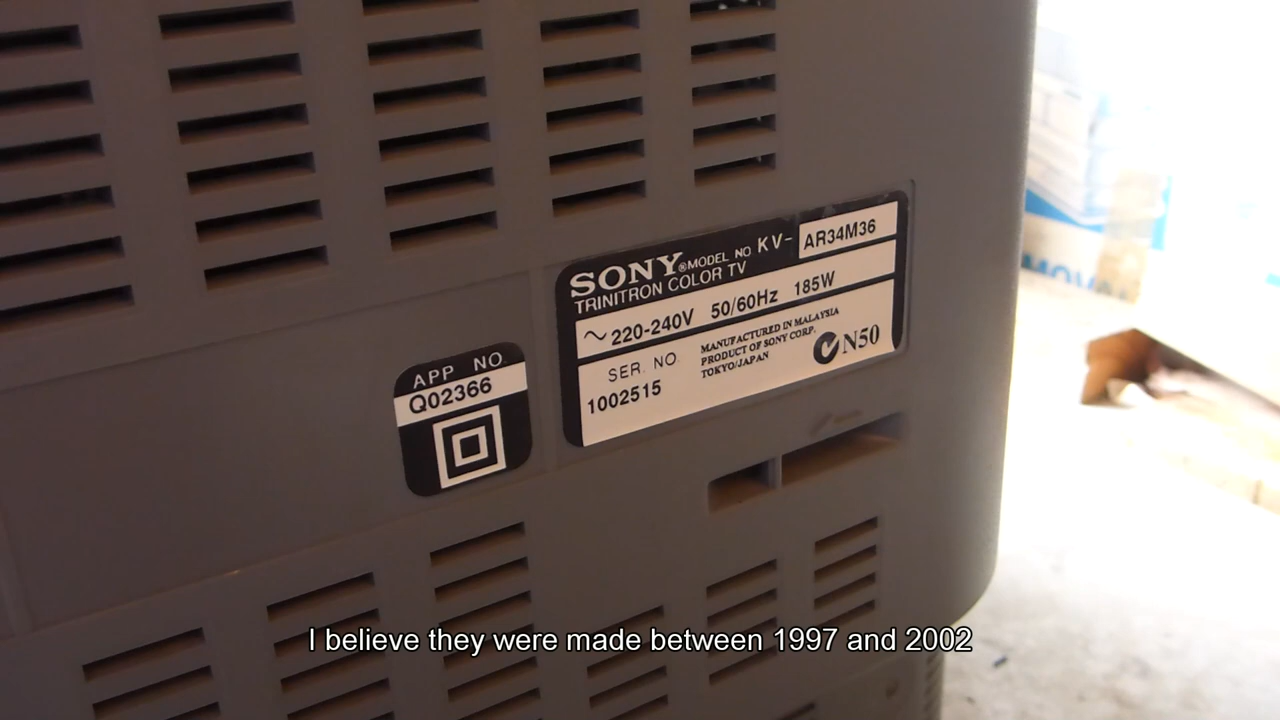 SONY® MODEL NO KV- AR34M36
TRINITRON COLOR TV
~ 220-240V 50/60Hz 185W
SER. NO.
1002515
MANUFACTURED IN MALAYSIA
PRODUCT OF SONY CORP.
TOKYO/JAPAN
N50
APP NO.
Q02366
I believe they were made between 1997 and 2002